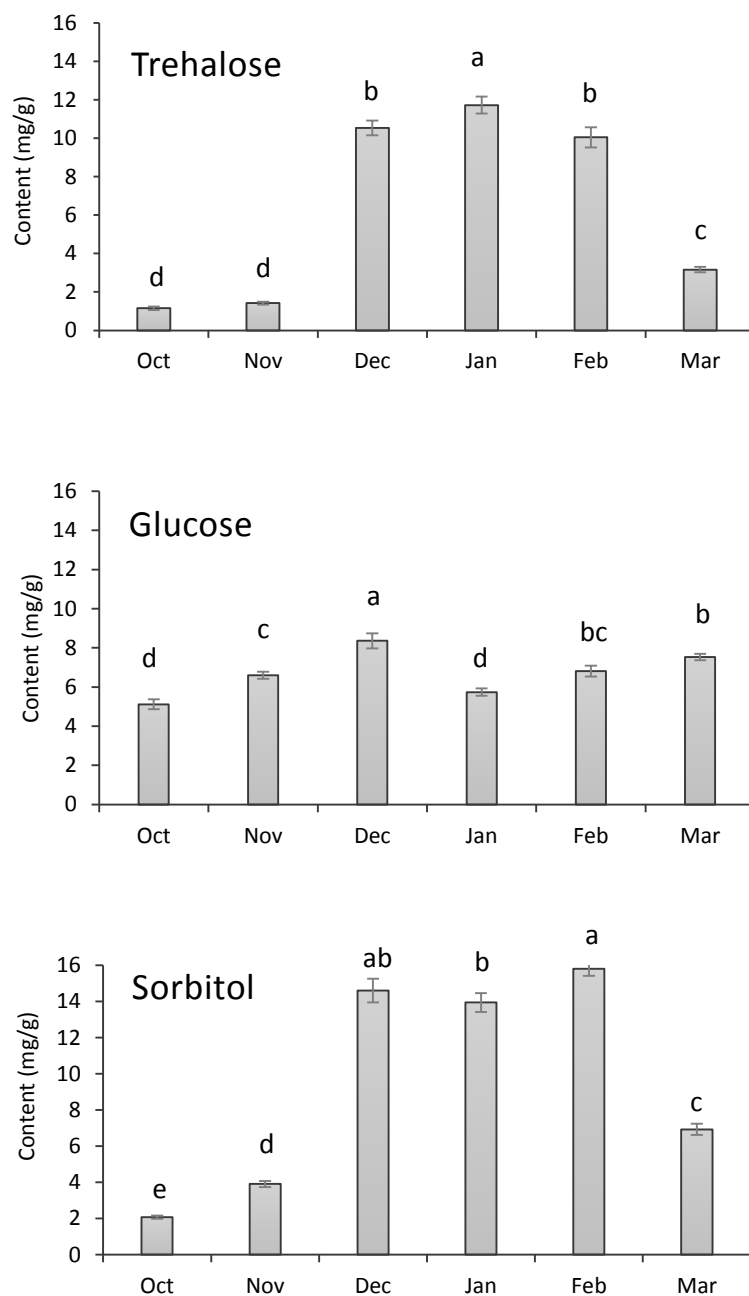 Trehalose
Content (mg/g)
16
14
12
10
8
6
4
2
0
d d b a b c
Oct Nov Dec Jan Feb Mar
Glucose
Content (mg/g)
16
14
12
10
8
6
4
2
0
d c a d bc b
Oct Nov Dec Jan Feb Mar
Sorbitol
Content (mg/g)
16
14
12
10
8
6
4
2
0
e d ab b a c
Oct Nov Dec Jan Feb Mar